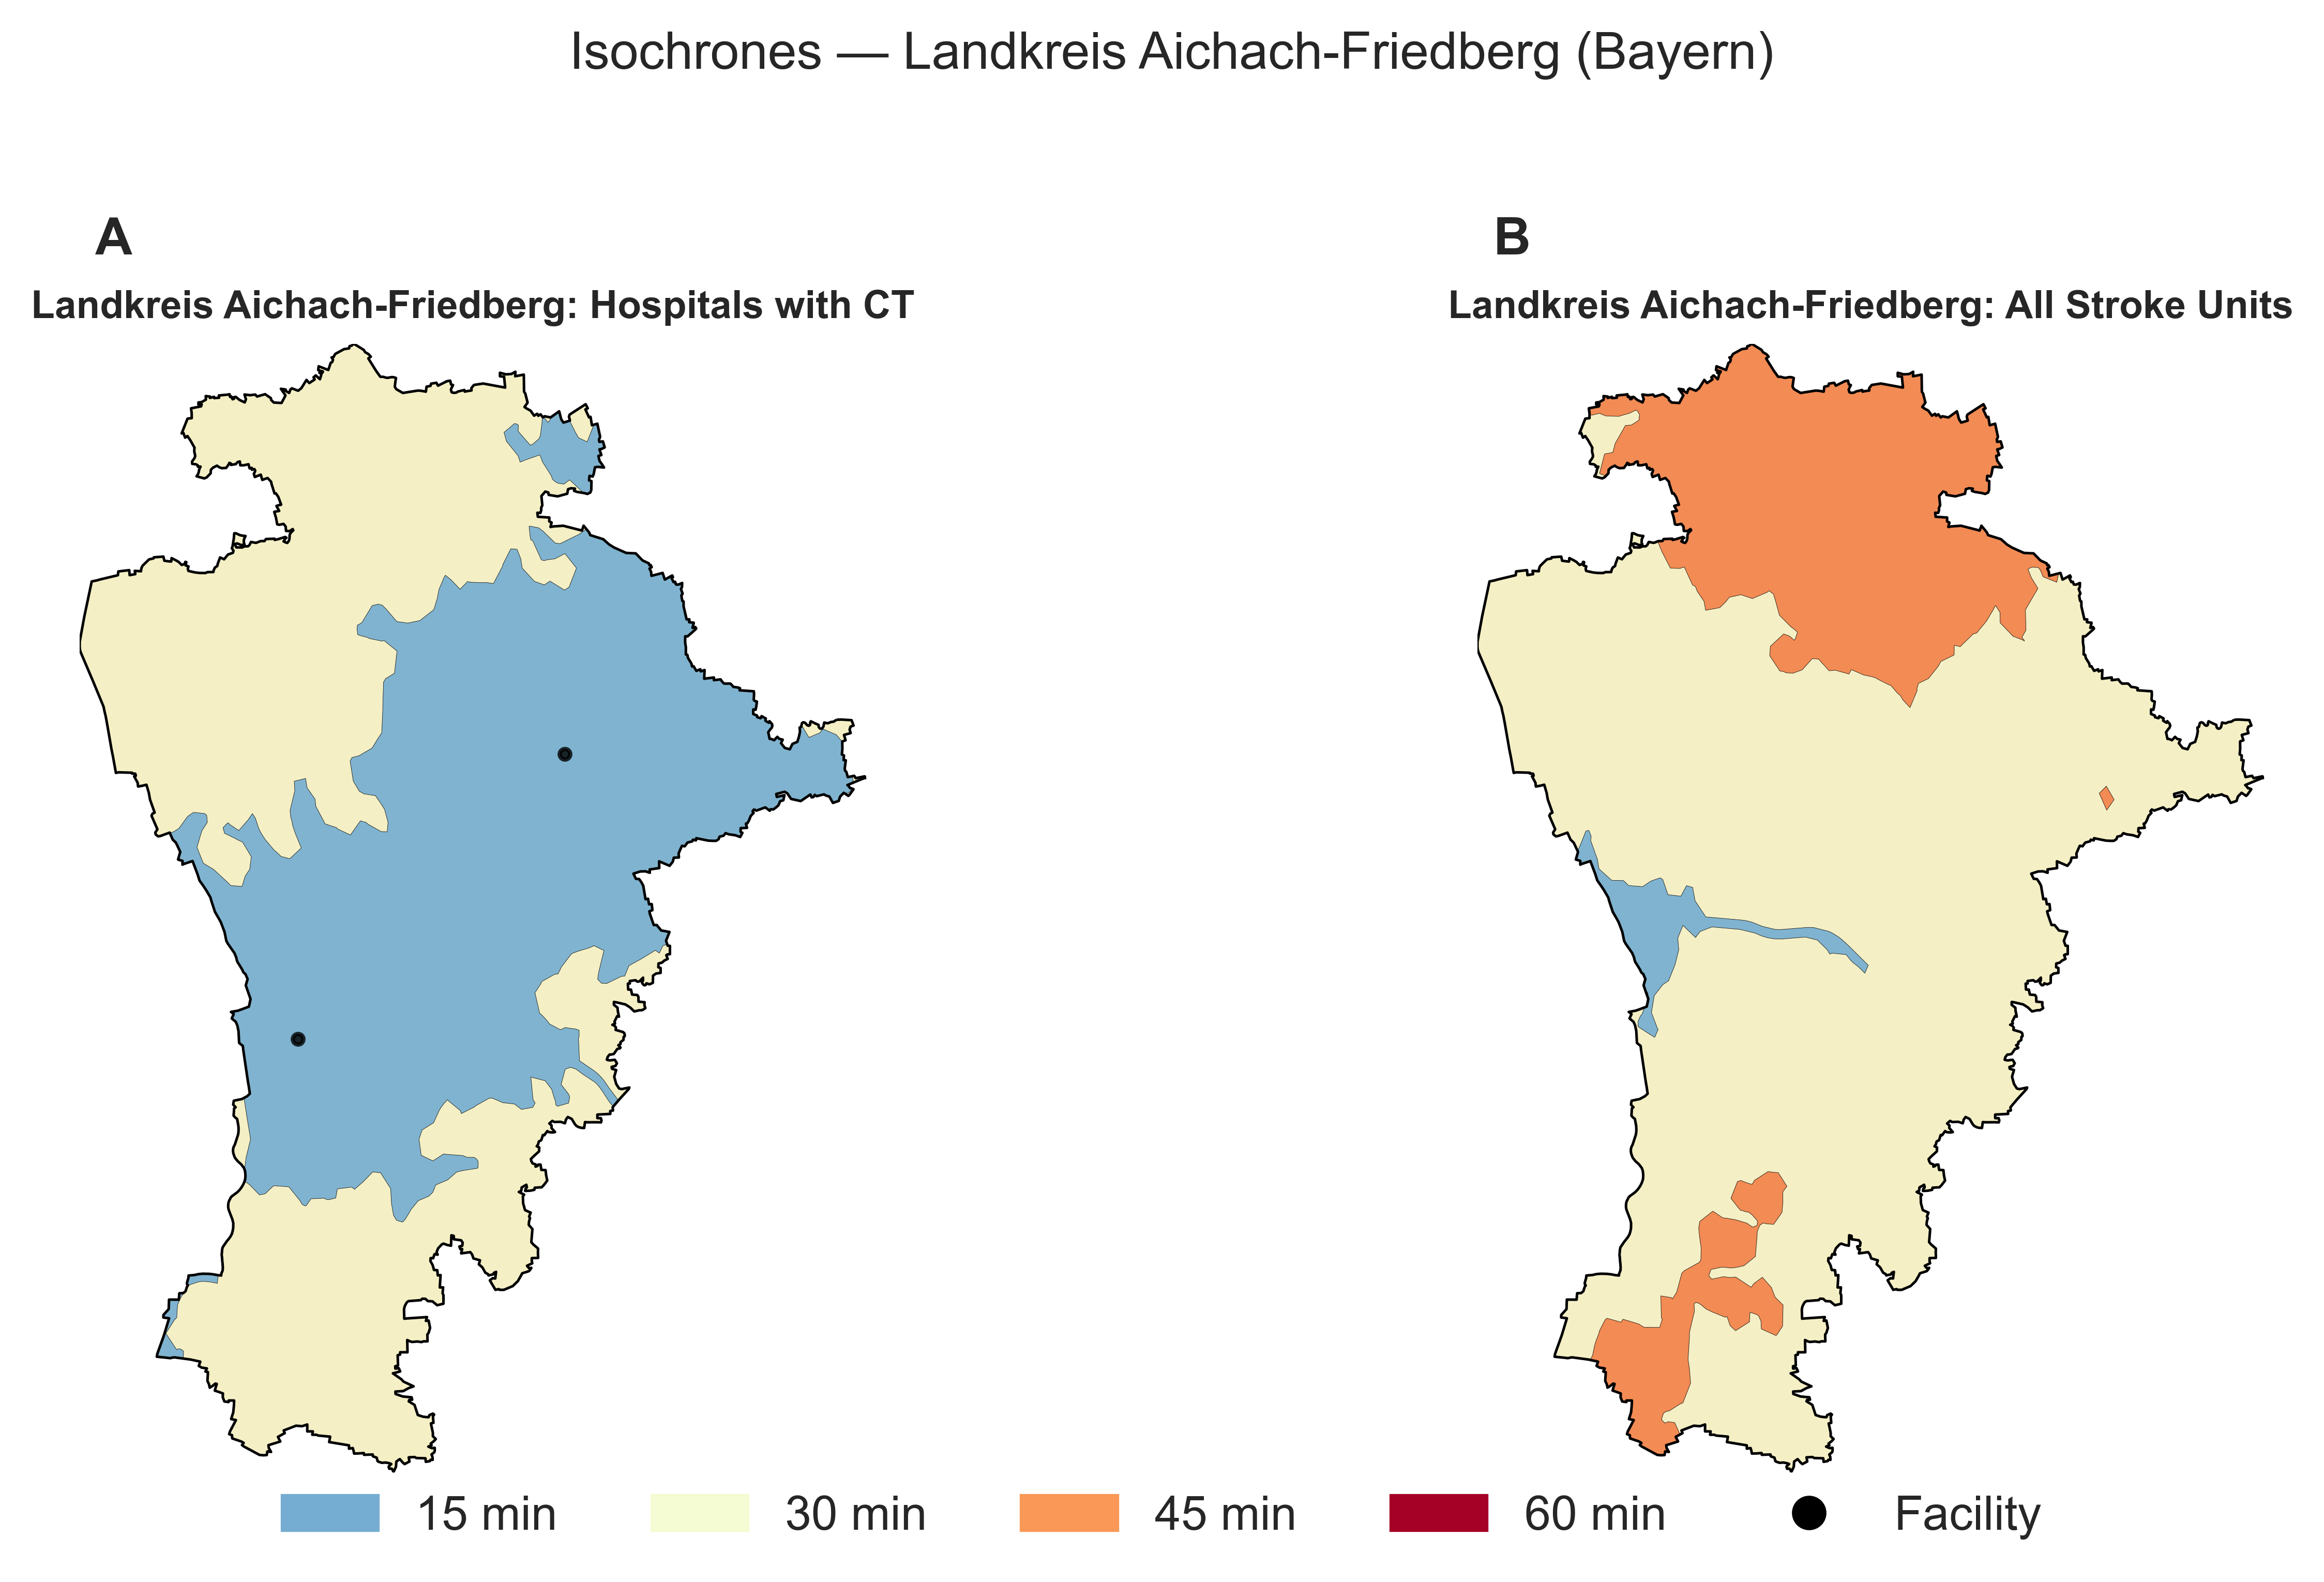 Isochrones — Landkreis Aichach-Friedberg (Bayern)
A
Landkreis Aichach-Friedberg: Hospitals with CT
B
Landkreis Aichach-Friedberg: All Stroke Units
15 min
30 min
45 min
60 min
Facility